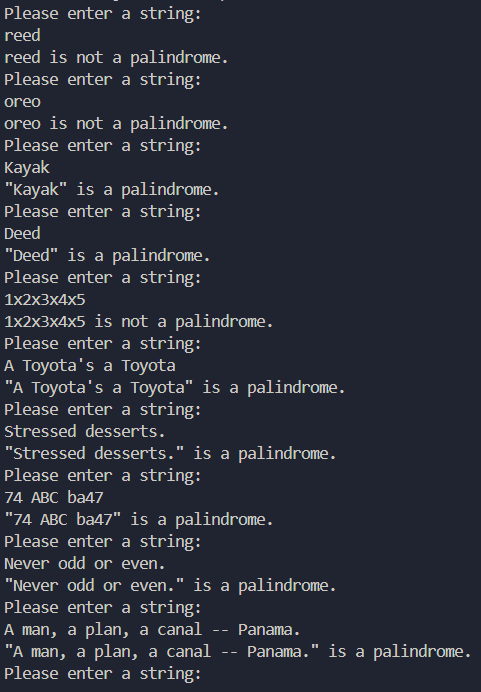 Please enter a string:
reed
reed is not a palindrome.
Please enter a string:
oreo
oreo is not a palindrome.
Please enter a string:
Kayak
"Kayak" is a palindrome.
Please enter a string:
Deed
"Deed" is a palindrome.
Please enter a string:
1x2x3x4x5
1x2x3x4x5 is not a palindrome.
Please enter a string:
A Toyota's a Toyota
"A Toyota's a Toyota" is a palindrome.
Please enter a string:
Stressed desserts.
"Stressed desserts." is a palindrome.
Please enter a string:
74 ABC ba47
"74 ABC ba47" is a palindrome.
Please enter a string:
Never odd or even.
"Never odd or even." is a palindrome.
Please enter a string:
A man, a plan, a canal -- Panama.
"A man, a plan, a canal -- Panama." is a palindrome.
Please enter a string: